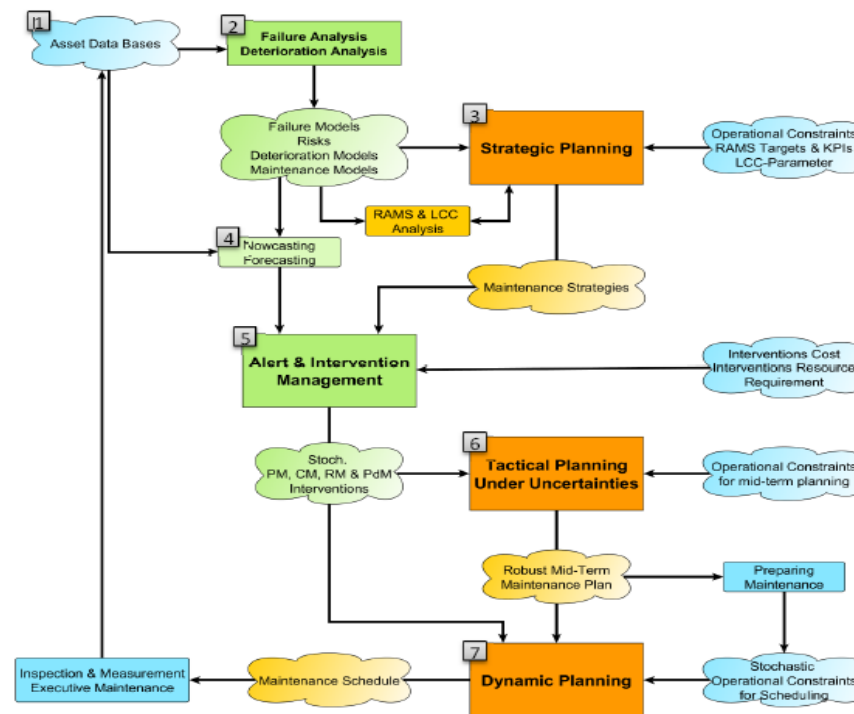 1
Asset Data Bases
2
Failure Analysis
Deterioration Analysis
Failure Models
Risks
Deterioration Models
Maintenance Models
3
Strategic Planning
Operational Constraints
RAMS Targets & KPIs
LCC-Parameter
RAMS & LCC
Analysis
4
Nowcasting
Forecasting
Maintenance Strategies
5
Alert & Intervention
Management
Interventions Cost
Interventions Resource
Requirement
Stoch.
PM, CM, RM & PdM
Interventions
6
Tactical Planning
Under Uncertainties
Operational Constraints
for mid-term planning
Robust Mid-Term
Maintenance Plan
Preparing
Maintenance
7
Dynamic Planning
Stochastic
Operational Constraints
for Scheduling
Maintenance Schedule
Inspection & Measurement
Executive Maintenance